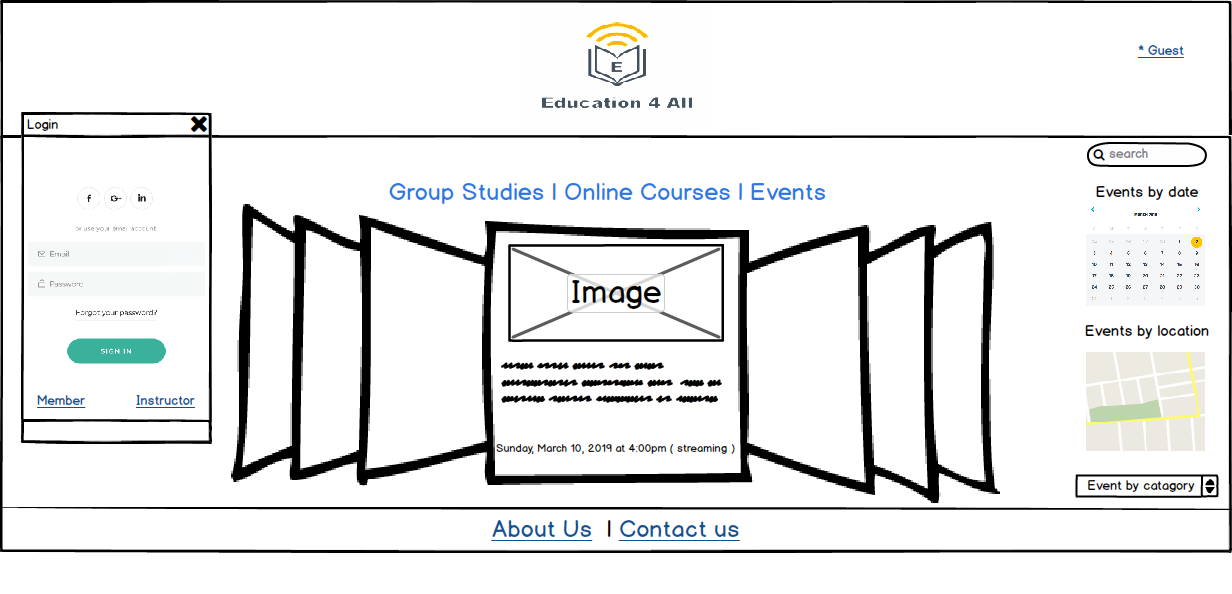 E
Education 4 All
* Guest
Login
f
G+
in
or use your email account
Email
Password
Forgot your password?
SIGN IN
Member
Instructor
Group Studies | Online Courses | Events
Image
Sunday, March 10, 2019 at 4:00pm ( streaming )
search
Events by date
Events by location
Event by catagory
About Us | Contact us